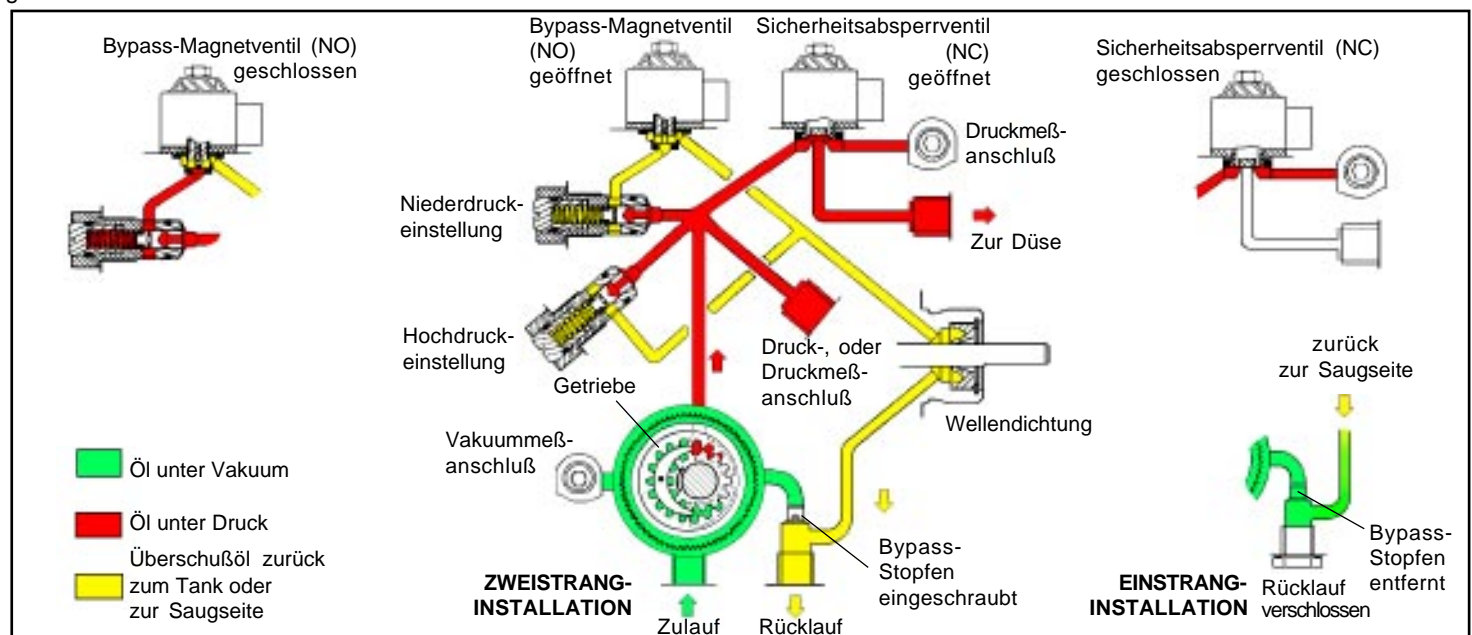 Bypass-Magnetventil (NO)
geschlossen
Bypass-Magnetventil
(NO)
geöffnet
Sicherheitsabsperrventil
(NC)
geöffnet
Sicherheitsabsperrventil (NC)
geschlossen
Druckmeß-
anschluß
Niederdruck-
einstellung
Zur Düse
Hochdruck-
einstellung
Getriebe
Druck-, oder
Druckmeß-
anschluß
Wellendichtung
zurück
zur Saugseite
Vakuummeß-
anschluß
Öl unter Vakuum
Öl unter Druck
Überschußöl zurück
zum Tank oder
zur Saugseite
ZWEISTRANG-
INSTALLATION
Zulauf
Rücklauf
Bypass-
Stopfen
eingeschraubt
EINSTRANG-
INSTALLATION
Rücklauf
verschlossen
Bypass-
Stopfen
entfernt